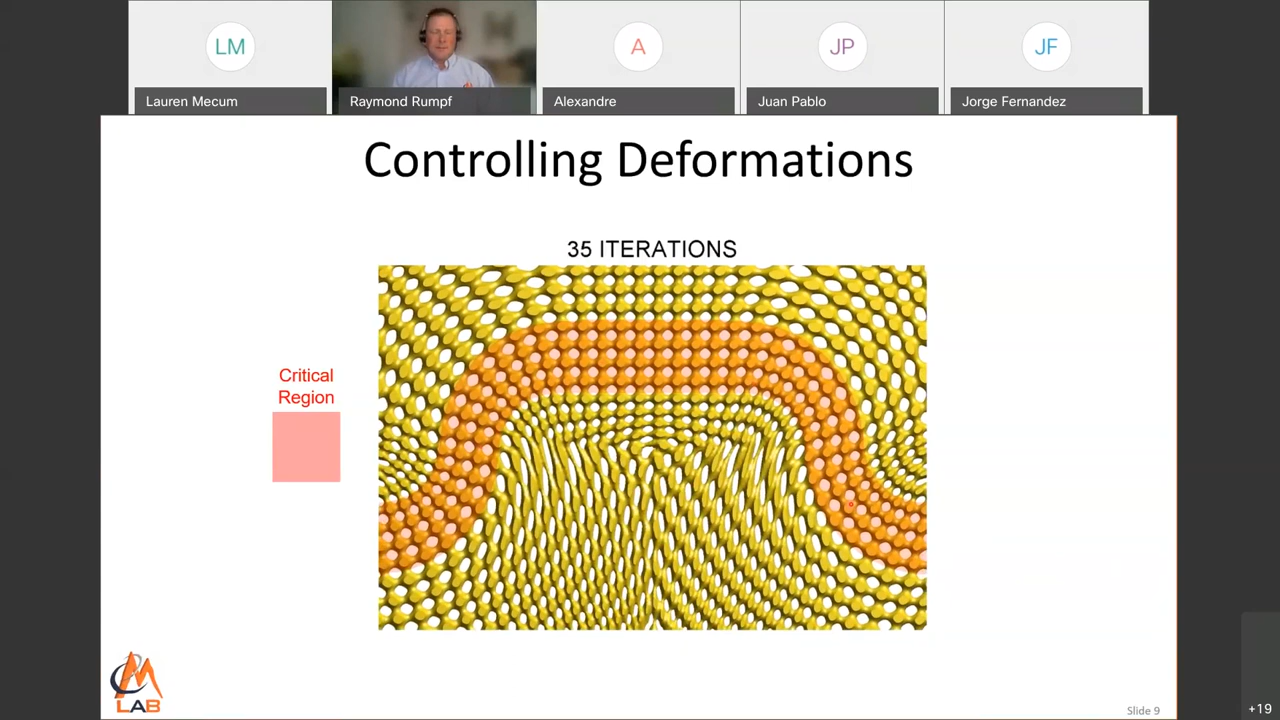 LM
A
JP
JF
Lauren Mecum
Raymond Rumpf
Alexandre
Juan Pablo
Jorge Fernandez
Controlling Deformations
35 ITERATIONS
Critical
Region
EM
LAB
Slide 9
+19